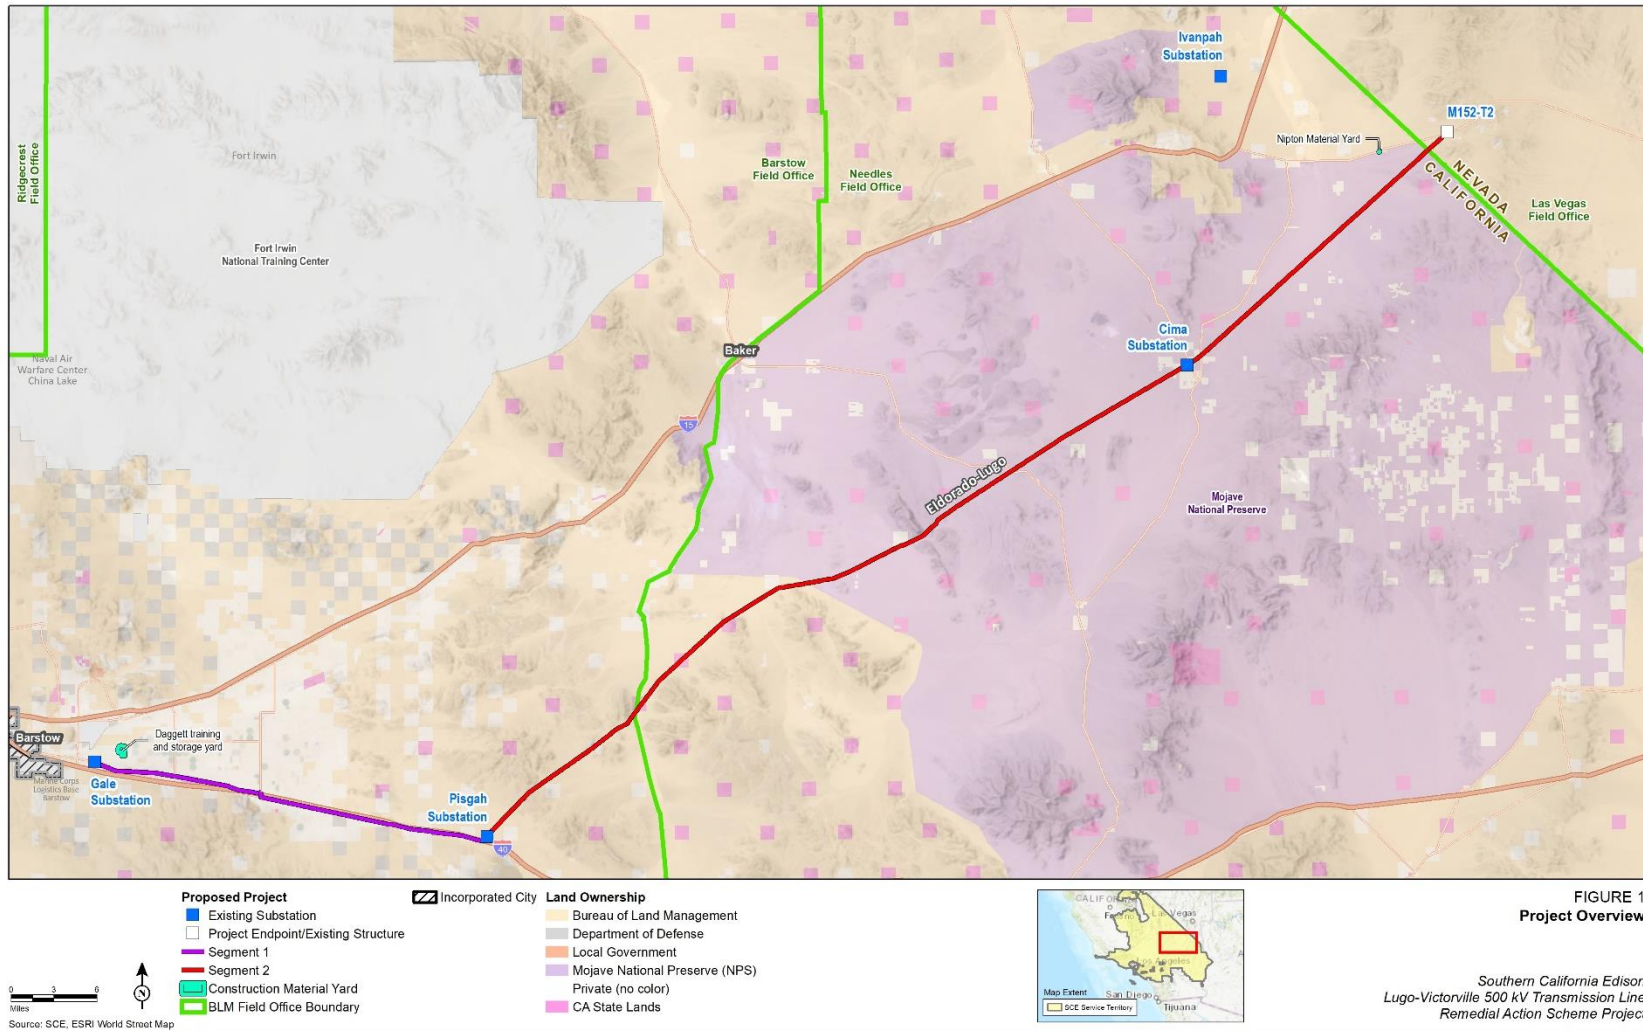 Ivanpah
Substation
M152-T2
Nipton Material Yard
Ridgecrest
Field Office
Fort Irwin
Barstow
Field Office
Needles
Field Office
NEVADA
CALIFORNIA
Las Vegas
Field Office
Fort Irwin
National Training Center
Cima
Substation
Naval Air
Warfare Center
China Lake
Baker
15
Eldorado-Lugo
Mojave
National Preserve
Barstow
Daggett training
and storage yard
Marine Corps
Logistics Base
Barstow
Gale
Substation
Pisgah
Substation
40
Proposed Project
Existing Substation
Project Endpoint/Existing Structure
Segment 1
Segment 2
Construction Material Yard
BLM Field Office Boundary
Incorporated City
Land Ownership
Bureau of Land Management
Department of Defense
Local Government
Mojave National Preserve (NPS)
Private (no color)
CA State Lands
0 3 6
Miles
N
Source: SCE, ESRI World Street Map
Las Vegas
Los Angeles
San Diego
Tijuana
Map Extent
SCE Service Territory
FIGURE 1
Project Overview
Southern California Edison
Lugo-Victorville 500 kV Transmission Line
Remedial Action Scheme Project